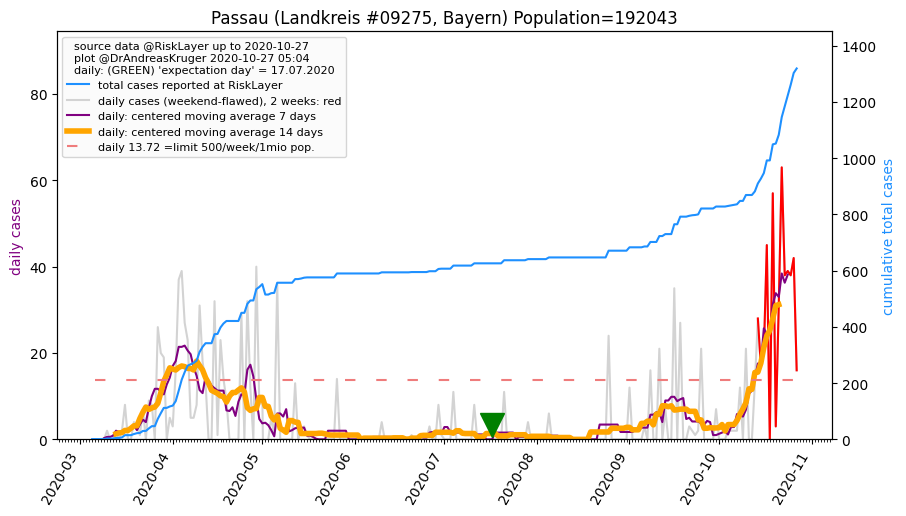 Passau (Landkreis #09275, Bayern) Population=192043
source data @RiskLayer up to 2020-10-27
plot @DrAndreasKruger 2020-10-27 05:04
daily: (GREEN) 'expectation day' = 17.07.2020
total cases reported at RiskLayer
daily cases (weekend-flawed), 2 weeks: red
daily: centered moving average 7 days
daily: centered moving average 14 days
daily 13.72 =limit 500/week/1mio pop.
daily cases
80
60
40
20
0
cumulative total cases
1400
1200
1000
800
600
400
200
0
2020-03
2020-04
2020-05
2020-06
2020-07
2020-08
2020-09
2020-10
2020-11